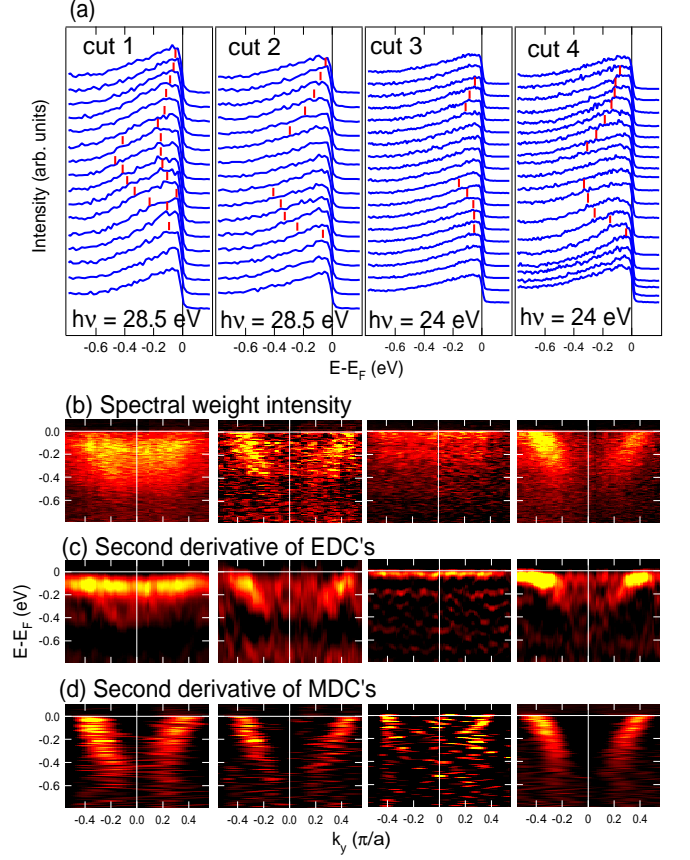 (a)
cut 1
cut 2
cut 3
cut 4
Intensity (arb. units)
hν = 28.5 eV
hν = 28.5 eV
hν = 24 eV
hν = 24 eV
-0.6 -0.4 -0.2 0
-0.6 -0.4 -0.2 0
-0.6 -0.4 -0.2 0
-0.6 -0.4 -0.2 0
E-E_F (eV)
(b) Spectral weight intensity
0.0
-0.2
-0.4
-0.6
(c) Second derivative of EDC's
0
-0.2
-0.4
-0.6
E-E_F (eV)
(d) Second derivative of MDC's
0.0
-0.2
-0.4
-0.6
-0.4 -0.2 0.0 0.2 0.4
-0.4 -0.2 0.0 0.2 0.4
-0.4 -0.2 0.0 0.2 0.4
-0.4 -0.2 0.0 0.2 0.4
k_y (π/a)